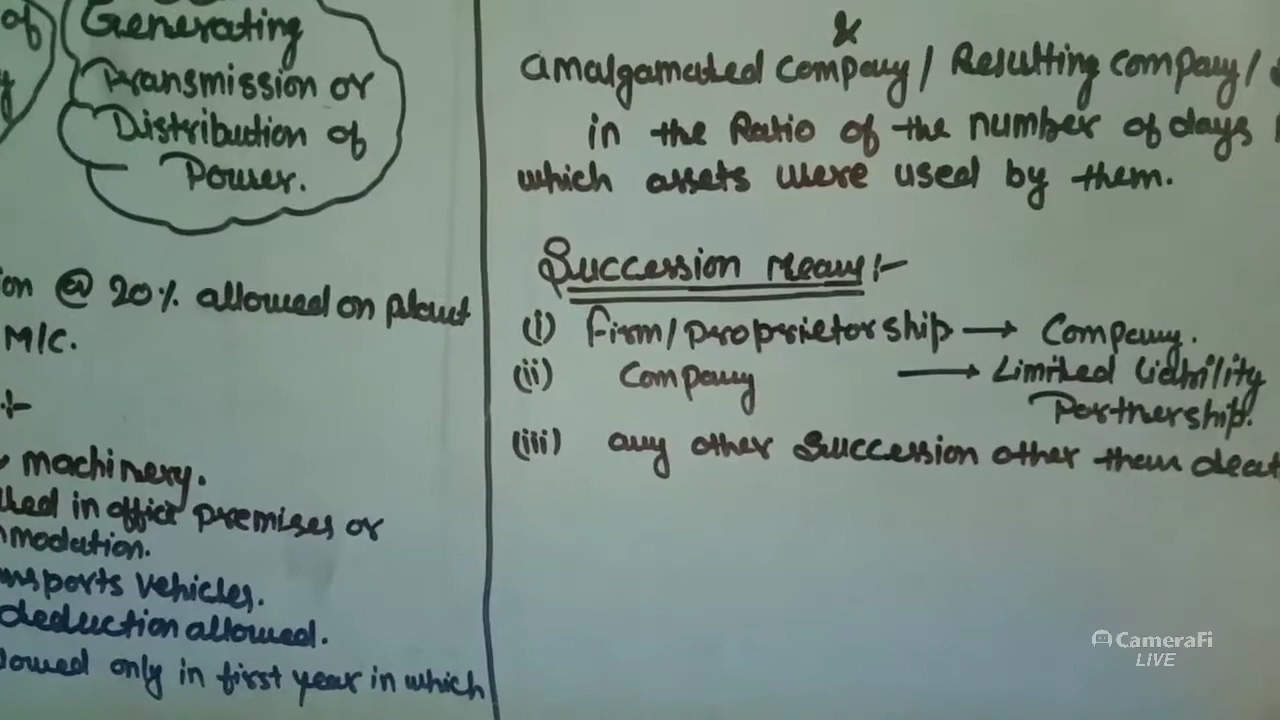 of
y
Generating
Transmission or
Distribution of
Power.
on @ 20% allowed on plant
M/C.
:-
machinery.
lled in office premises or
mmodation.
nsports vehicles.
deduction allowed.
lowed only in first year in which
&
amalgamated company / Resulting company /
in the Ratio of the number of days
which assets were used by them.
Succession means:-
(i) Firm/proprietorship → Company.
(ii) Company → Limited Liability
Partnership.
(iii) any other Succession other them deat
CameraFi
LIVE